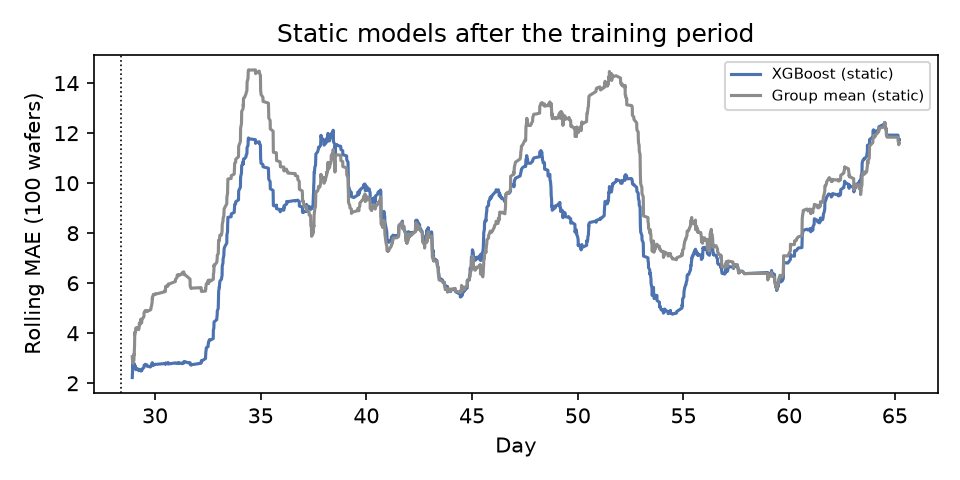 Static models after the training period
XGBoost (static)
Group mean (static)
Rolling MAE (100 wafers)
14
12
10
8
6
4
2
30 35 40 45 50 55 60 65
Day